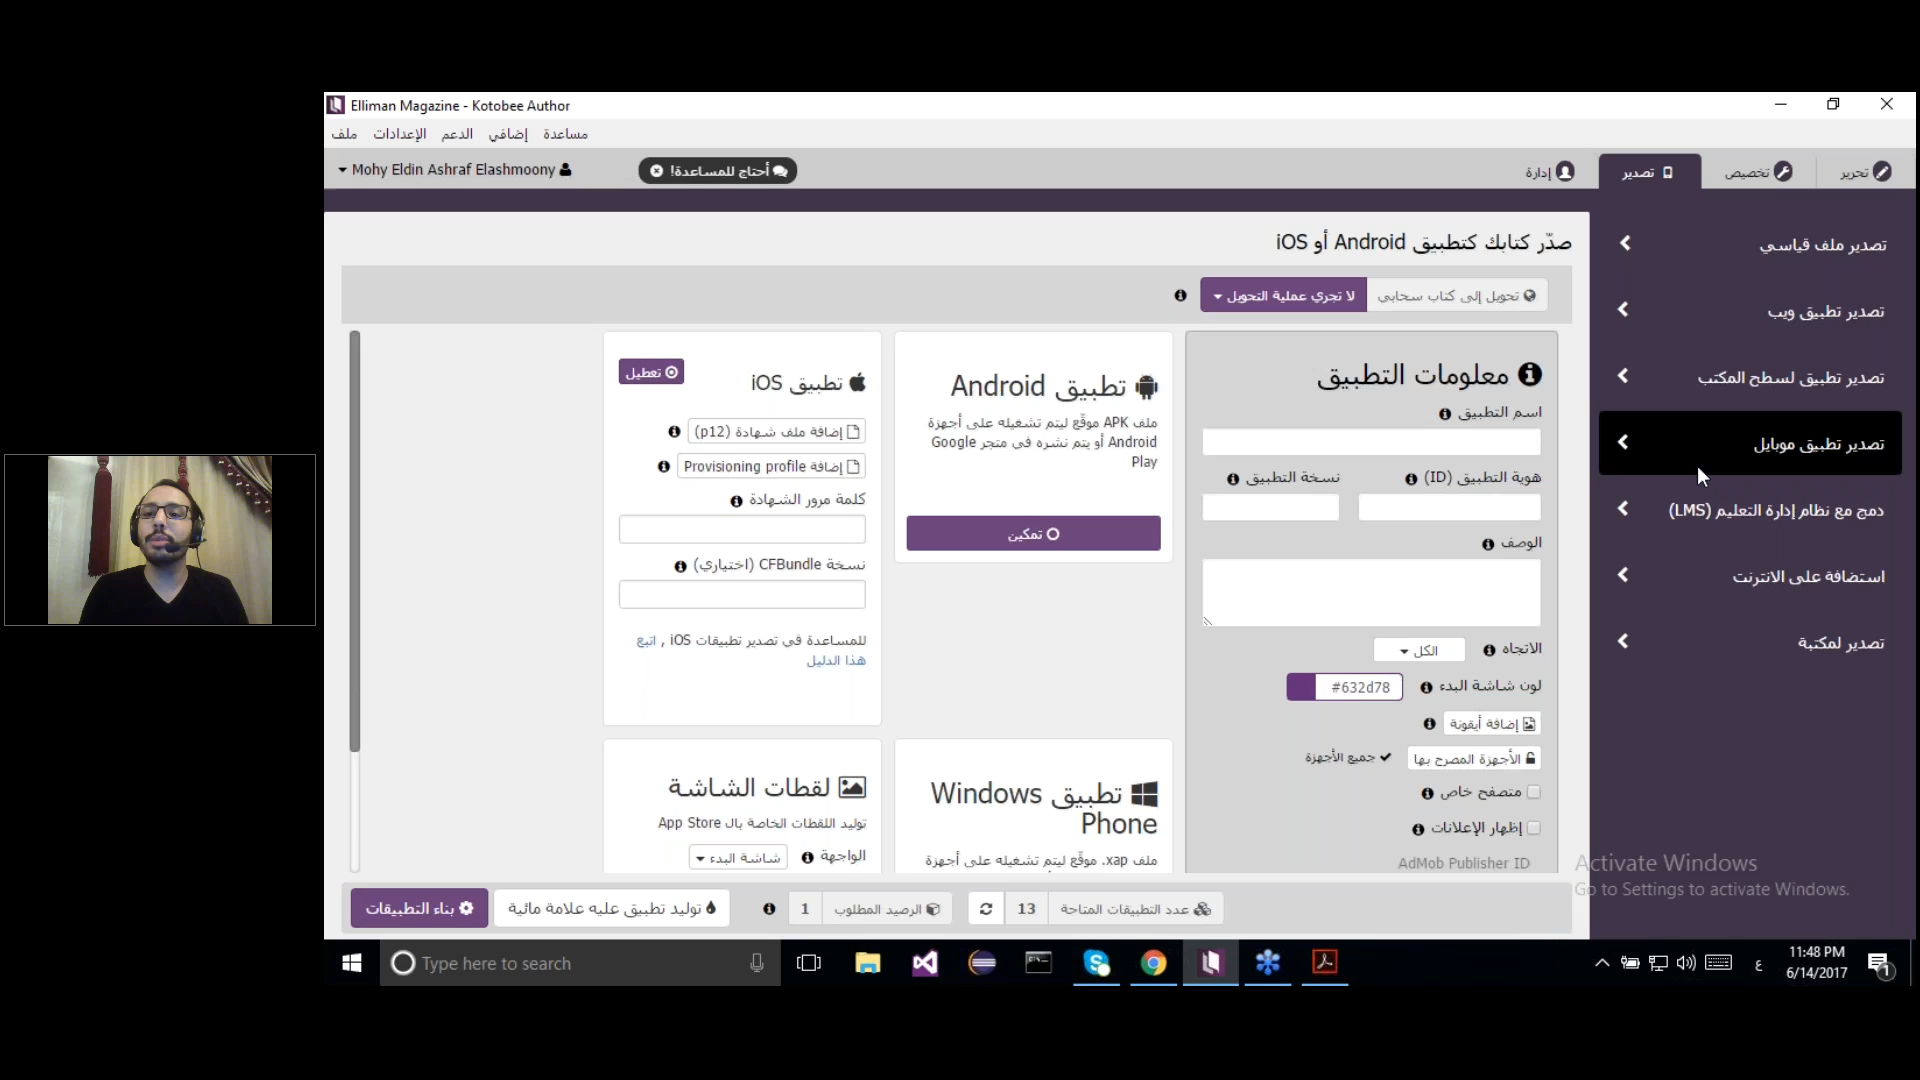 Elliman Magazine - Kotobee Author
ملف الإعدادات الدعم إضافي مساعدة
Mohy Eldin Ashraf Elashmoony
أحتاج للمساعدة!
إدارة
تصدير
تخصيص
تحرير
تصدير ملف قياسي
تصدير تطبيق ويب
تصدير تطبيق لسطح المكتب
تصدير تطبيق موبايل
دمج مع نظام إدارة التعليم (LMS)
استضافة على الانترنت
تصدير لمكتبة
صدّر كتابك كتطبيق Android أو iOS
تحويل إلى كتاب سحابي
لا تجري عملية التحويل
معلومات التطبيق
اسم التطبيق
هوية التطبيق (ID)
نسخة التطبيق
الوصف
الاتجاه
الكل
لون شاشة البدء
#632d78
إضافة أيقونة
الأجهزة المصرح بها
جميع الأجهزة
متصفح خاص
إظهار الإعلانات
AdMob Publisher ID
تطبيق Android
ملف APK موقّع ليتم تشغيله على أجهزة
Android أو يتم نشره في متجر Google
Play
تمكين
تطبيق iOS
تعطيل
إضافة ملف شهادة (p12)
إضافة Provisioning profile
كلمة مرور الشهادة
نسخة CFBundle (اختياري)
للمساعدة في تصدير تطبيقات iOS , اتبع
هذا الدليل
تطبيق Windows
Phone
ملف .xap موقّع ليتم تشغيله على أجهزة
لقطات الشاشة
توليد اللقطات الخاصة بال App Store
الواجهة
شاشة البدء
عدد التطبيقات المتاحة
13
الرصيد المطلوب
1
توليد تطبيق عليه علامة مائية
بناء التطبيقات
Activate Windows
Go to Settings to activate Windows.
Type here to search
ع
11:48 PM
6/14/2017
1